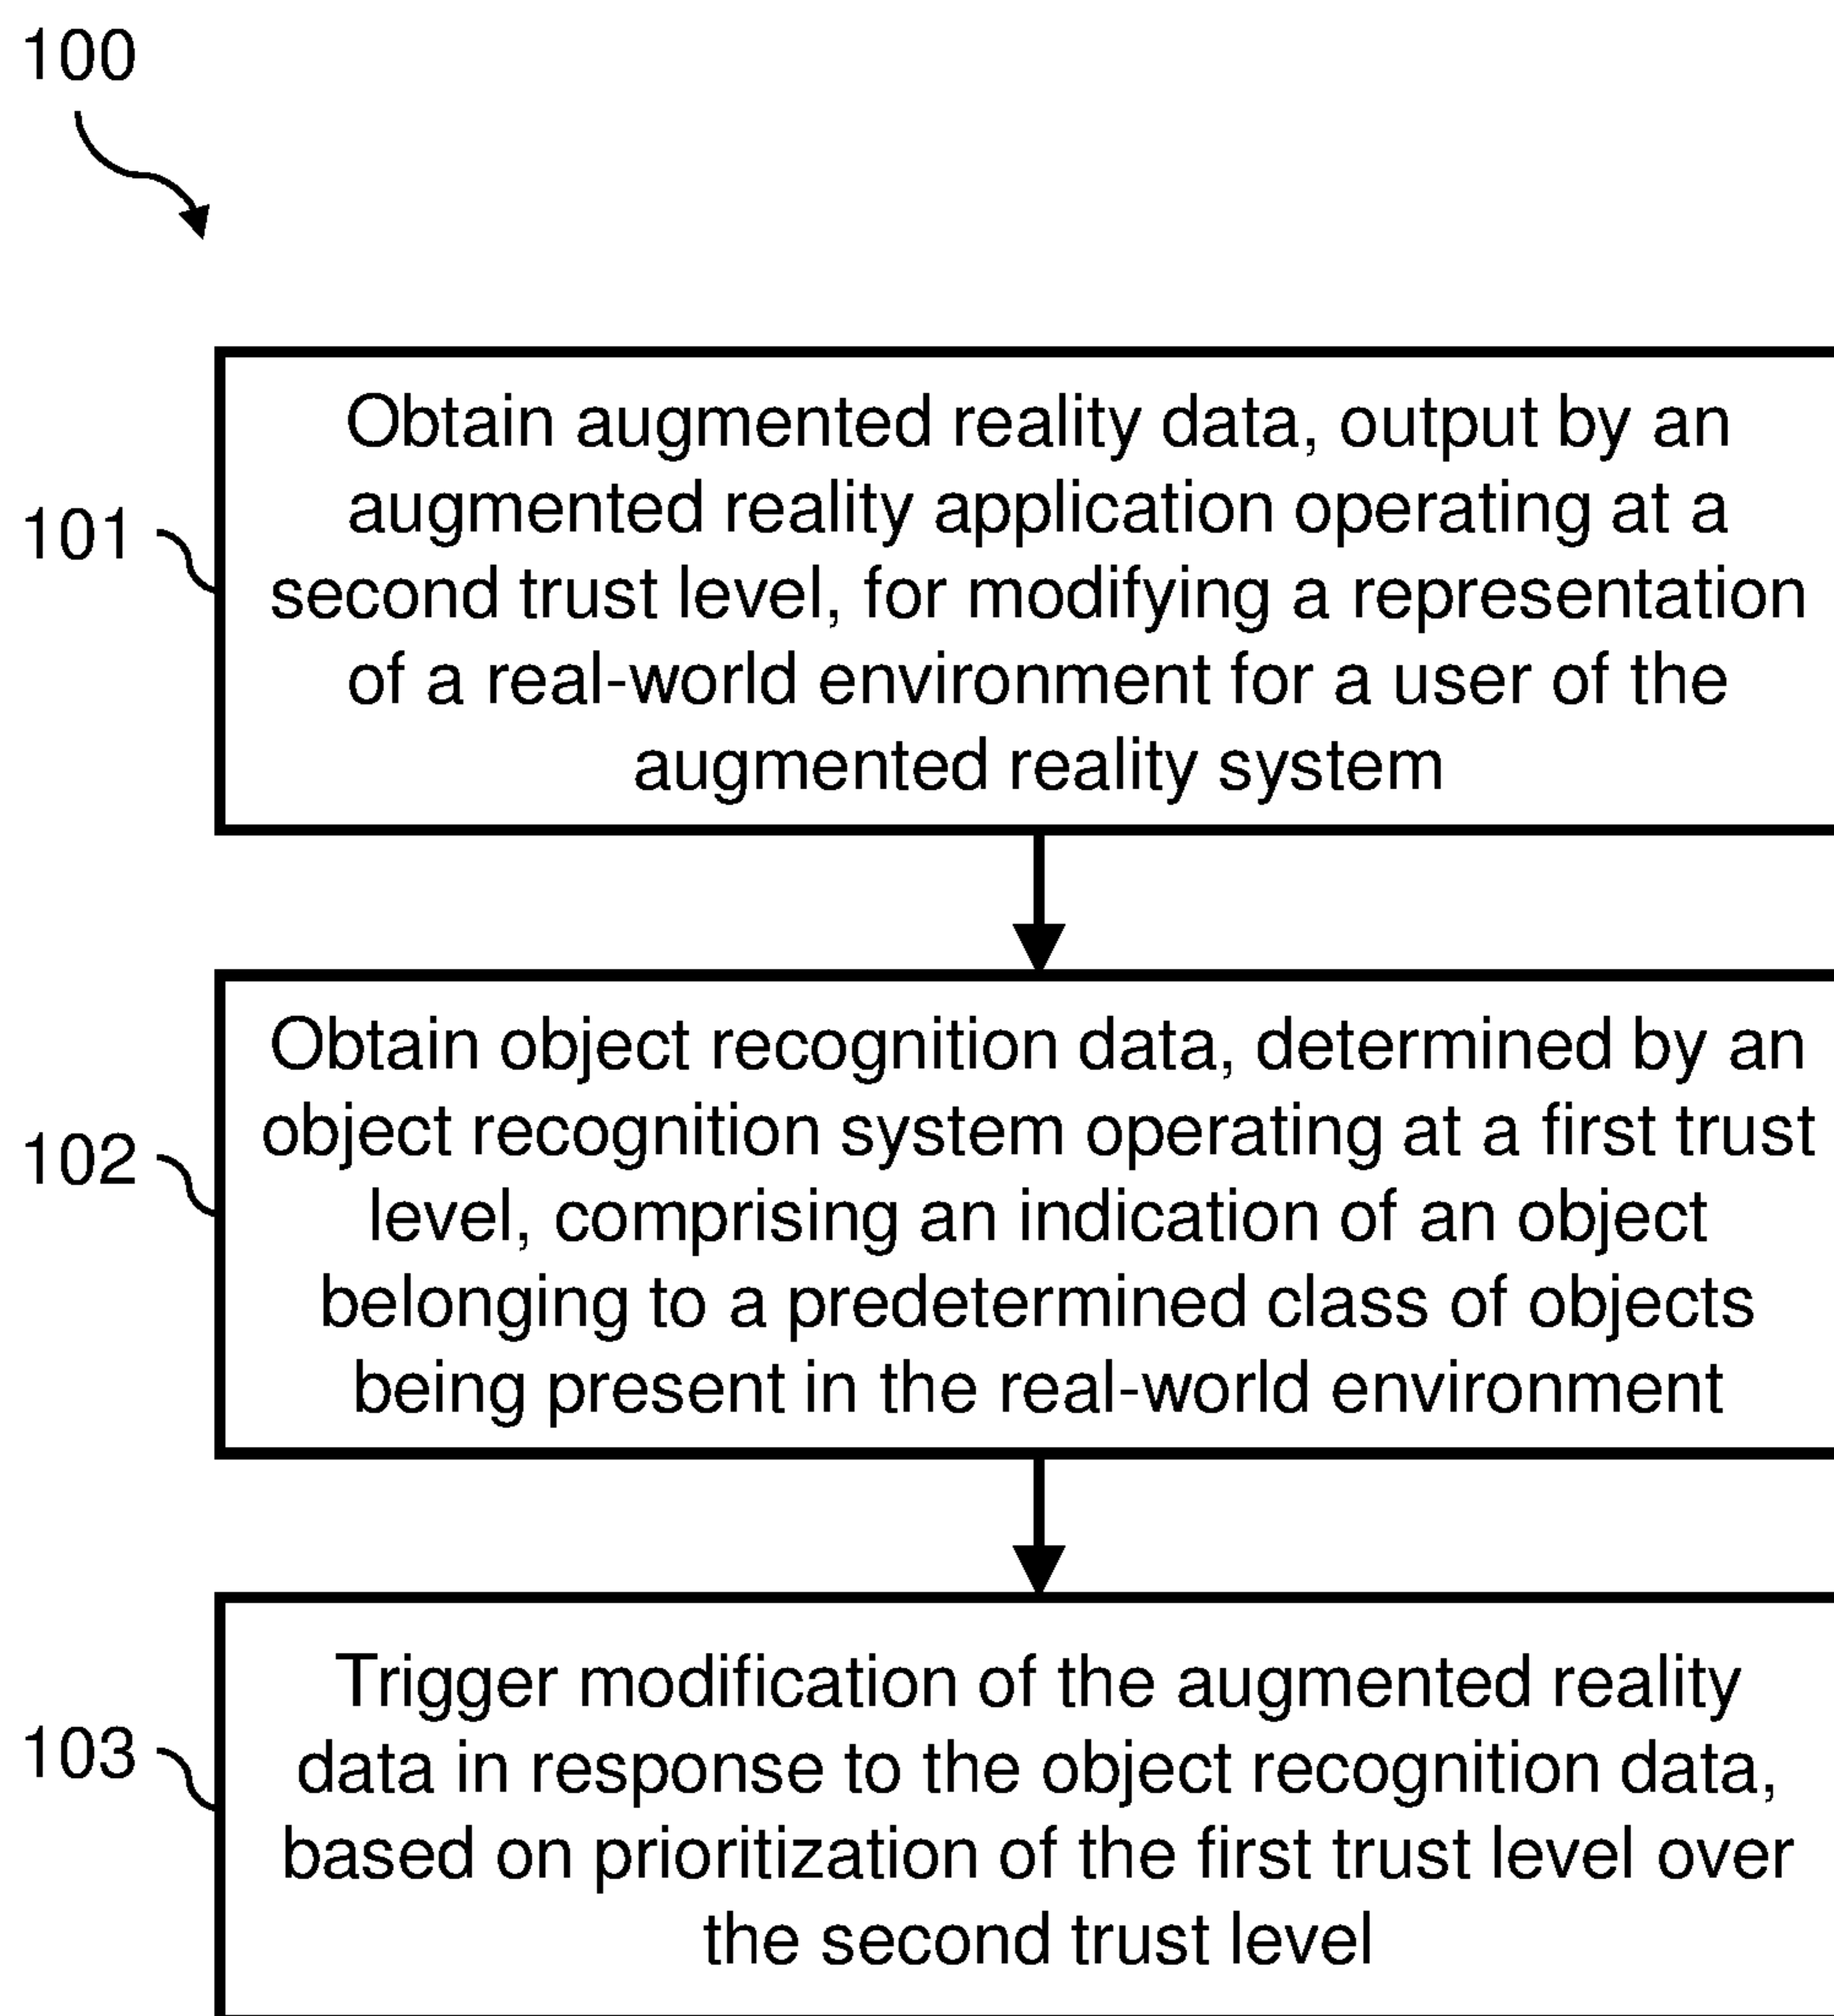 100
101
Obtain augmented reality data, output by an
augmented reality application operating at a
second trust level, for modifying a representation
of a real-world environment for a user of the
augmented reality system
102
Obtain object recognition data, determined by an
object recognition system operating at a first trust
level, comprising an indication of an object
belonging to a predetermined class of objects
being present in the real-world environment
103
Trigger modification of the augmented reality
data in response to the object recognition data,
based on prioritization of the first trust level over
the second trust level